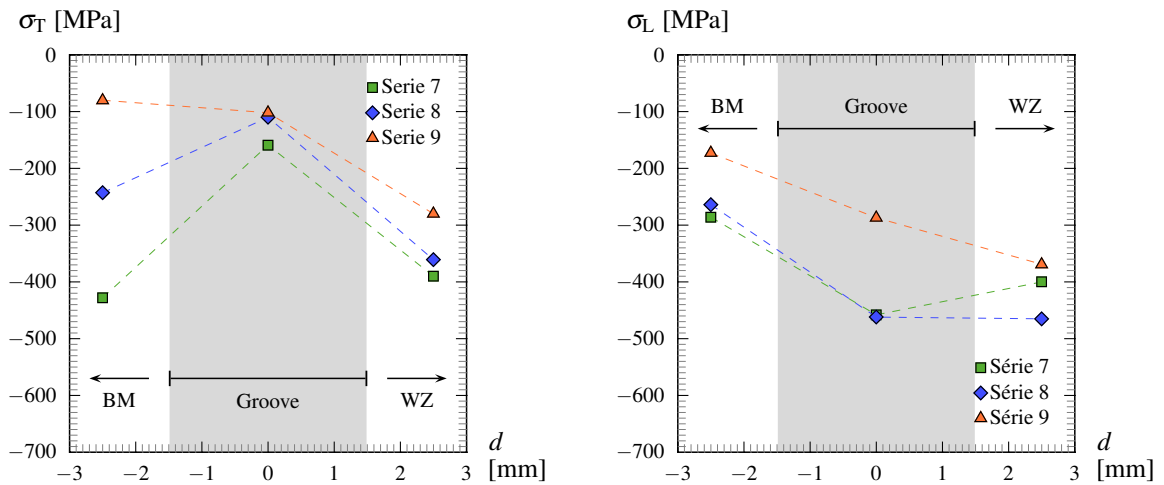 σT [MPa]
0
−100
−200
−300
−400
−500
−600
−700
−3
−2
−1
0
1
2
3
d
[mm]
Serie 7
Serie 8
Serie 9
BM
Groove
WZ
σL [MPa]
0
−100
−200
−300
−400
−500
−600
−700
−3
−2
−1
0
1
2
3
d
[mm]
BM
Groove
WZ
Série 7
Série 8
Série 9